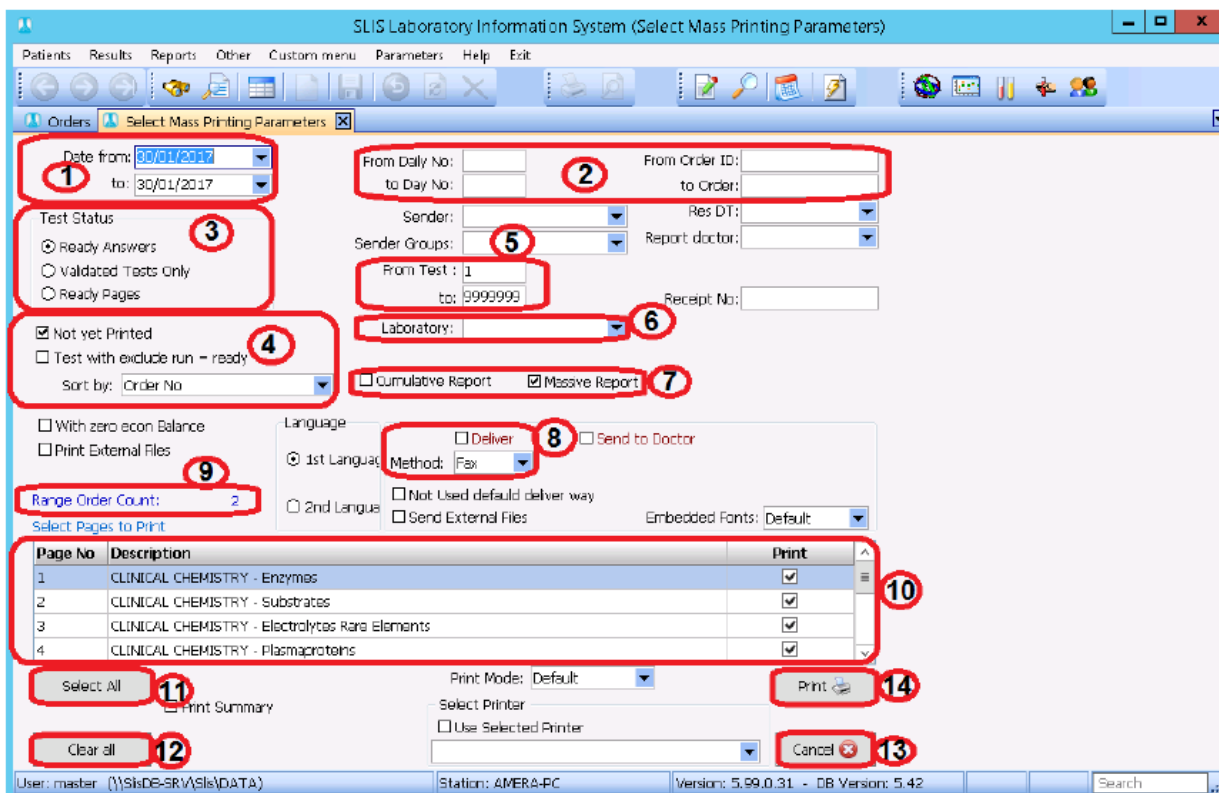 SLIS Laboratory Information System (Select Mass Printing Parameters)
Patients Results Reports Other Custom menu Parameters Help Exit
Orders Select Mass Printing Parameters
Date from: 30/01/2017
1
to: 30/01/2017
From Daily No:
to Day No:
2
From Order ID:
to Order:
Test Status
3
Ready Answers
Validated Tests Only
Ready Pages
Sender:
Res DT:
Sender Groups:
5
Report doctor:
From Test : 1
to: 9999999
Receipt No:
Not yet Printed
4
Test with exclude run = ready
Sort by: Order No
Laboratory:
6
Cumulative Report Massive Report
7
With zero econ Balance
Print External Files
9
Range Order Count: 2
Select Pages to Print
Language
1st Languag
2nd Langua
Deliver
8
Send to Doctor
Method: Fax
Not Used defauld deliver way
Send External Files
Embedded Fonts: Default
Page No Description Print
1 CLINICAL CHEMISTRY - Enzymes
2 CLINICAL CHEMISTRY - Substrates
3 CLINICAL CHEMISTRY - Electrolytes Rare Elements
4 CLINICAL CHEMISTRY - Plasmaproteins
10
Select All
11
Print Mode: Default
Print
14
Print Summary
Select Printer
Use Selected Printer
Clear all
12
Cancel
13
User: master (\\SlisDB-SRV\Slis\DATA) Station: AMERA-PC Version: 5.99.0.31 - DB Version: 5.42 Search